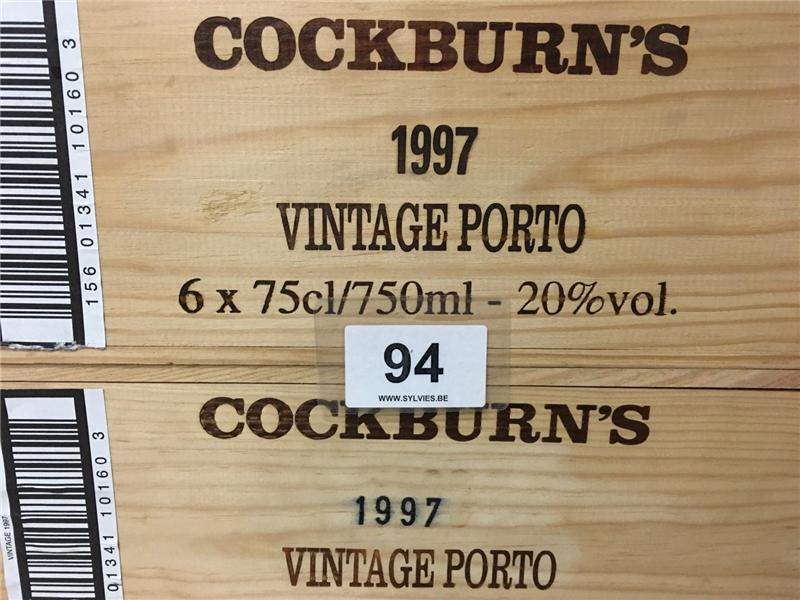 COCKBURN'S
1997
VINTAGE PORTO
6 x 75cl/750ml - 20%vol.
156 01341 10160 3
94
WWW.SYLVIES.BE
COCKBURN'S
1997
VINTAGE PORTO
01341 10160 3
VINTAGE 1997